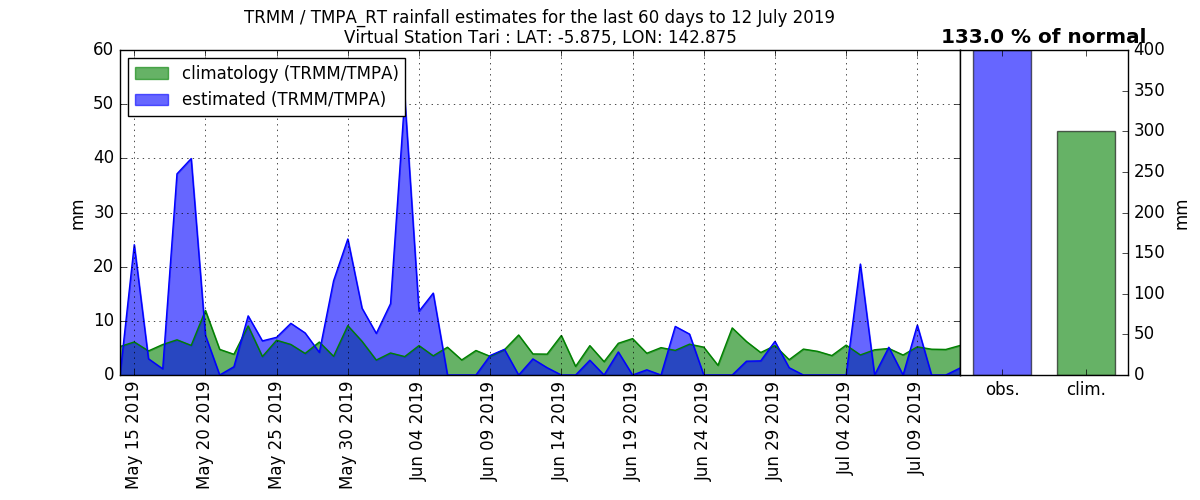 TRMM / TMPA_RT rainfall estimates for the last 60 days to 12 July 2019
Virtual Station Tari : LAT: -5.875, LON: 142.875
133.0 % of normal
climatology (TRMM/TMPA)
estimated (TRMM/TMPA)
60
50
40
30
20
10
0
mm
May 15 2019
May 20 2019
May 25 2019
May 30 2019
Jun 04 2019
Jun 09 2019
Jun 14 2019
Jun 19 2019
Jun 24 2019
Jun 29 2019
Jul 04 2019
Jul 09 2019
obs.
clim.
400
350
300
250
200
150
100
50
0
mm